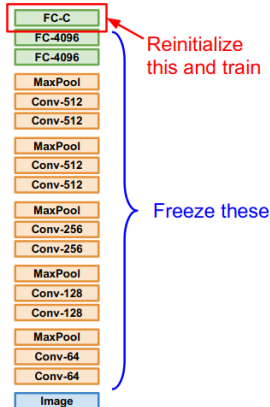 FC-C
FC-4096
FC-4096
MaxPool
Conv-512
Conv-512
MaxPool
Conv-512
Conv-512
MaxPool
Conv-256
Conv-256
MaxPool
Conv-128
Conv-128
MaxPool
Conv-64
Conv-64
Image
Reinitialize
this and train
Freeze these